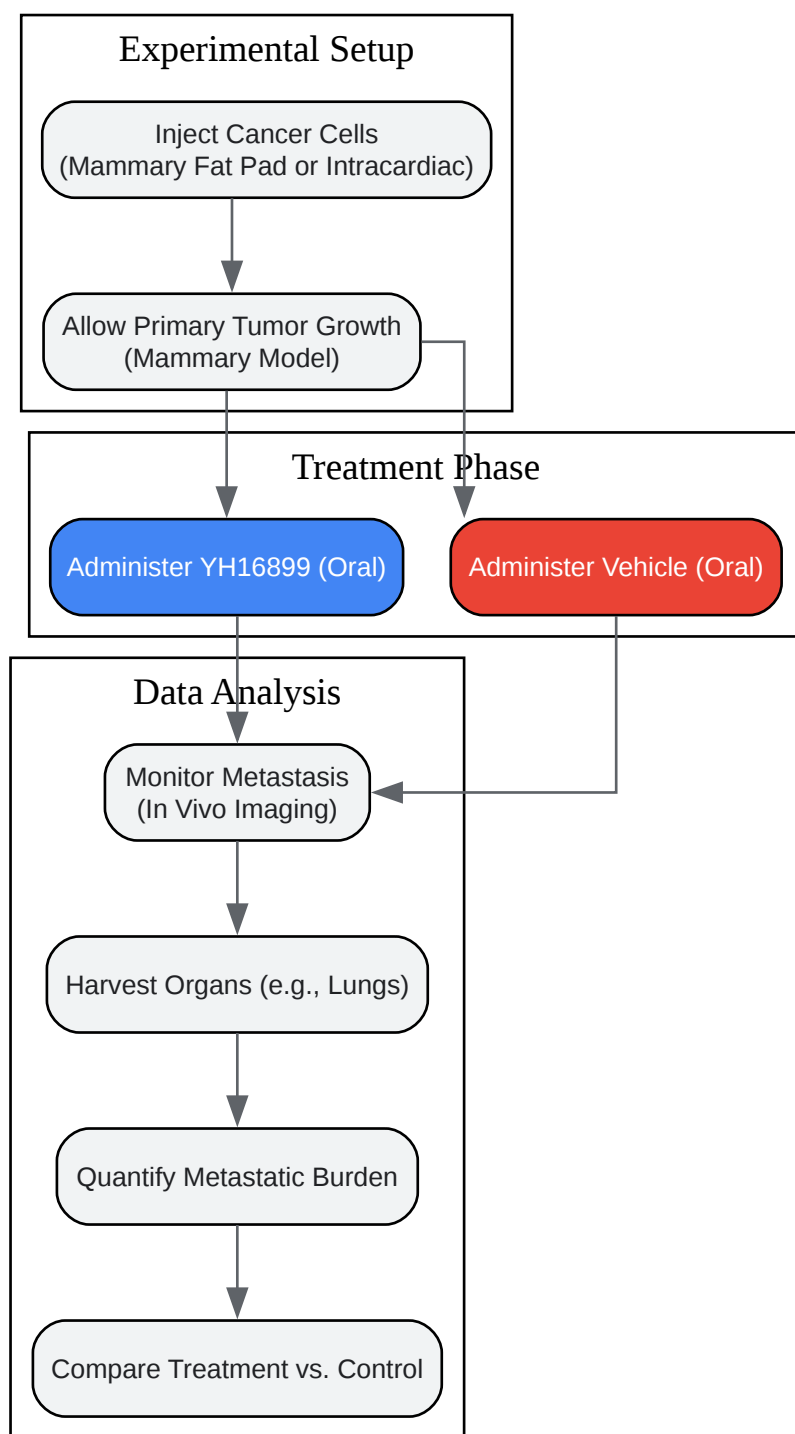 Experimental Setup
Inject Cancer Cells
(Mammary Fat Pad or Intracardiac)
Allow Primary Tumor Growth
(Mammary Model)
Treatment Phase
Administer YH16899 (Oral)
Administer Vehicle (Oral)
Data Analysis
Monitor Metastasis
(In Vivo Imaging)
Harvest Organs (e.g., Lungs)
Quantify Metastatic Burden
Compare Treatment vs. Control